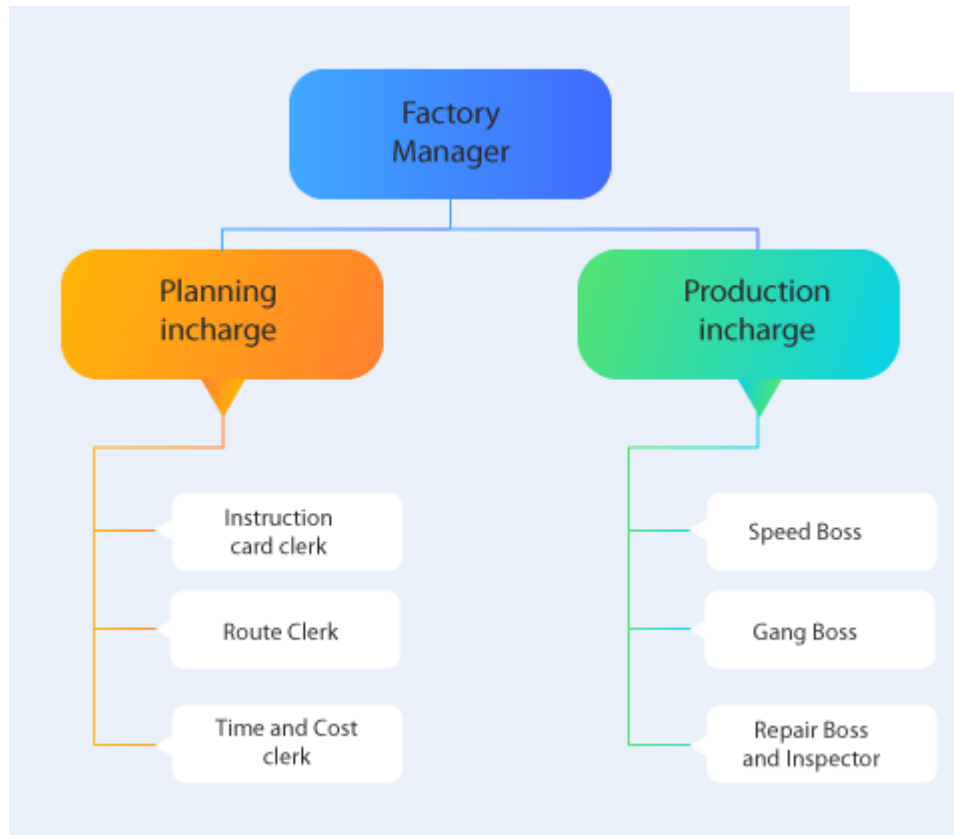 Factory
Manager
Planning
incharge
Production
incharge
Instruction
card clerk
Route Clerk
Time and Cost
clerk
Speed Boss
Gang Boss
Repair Boss
and Inspector